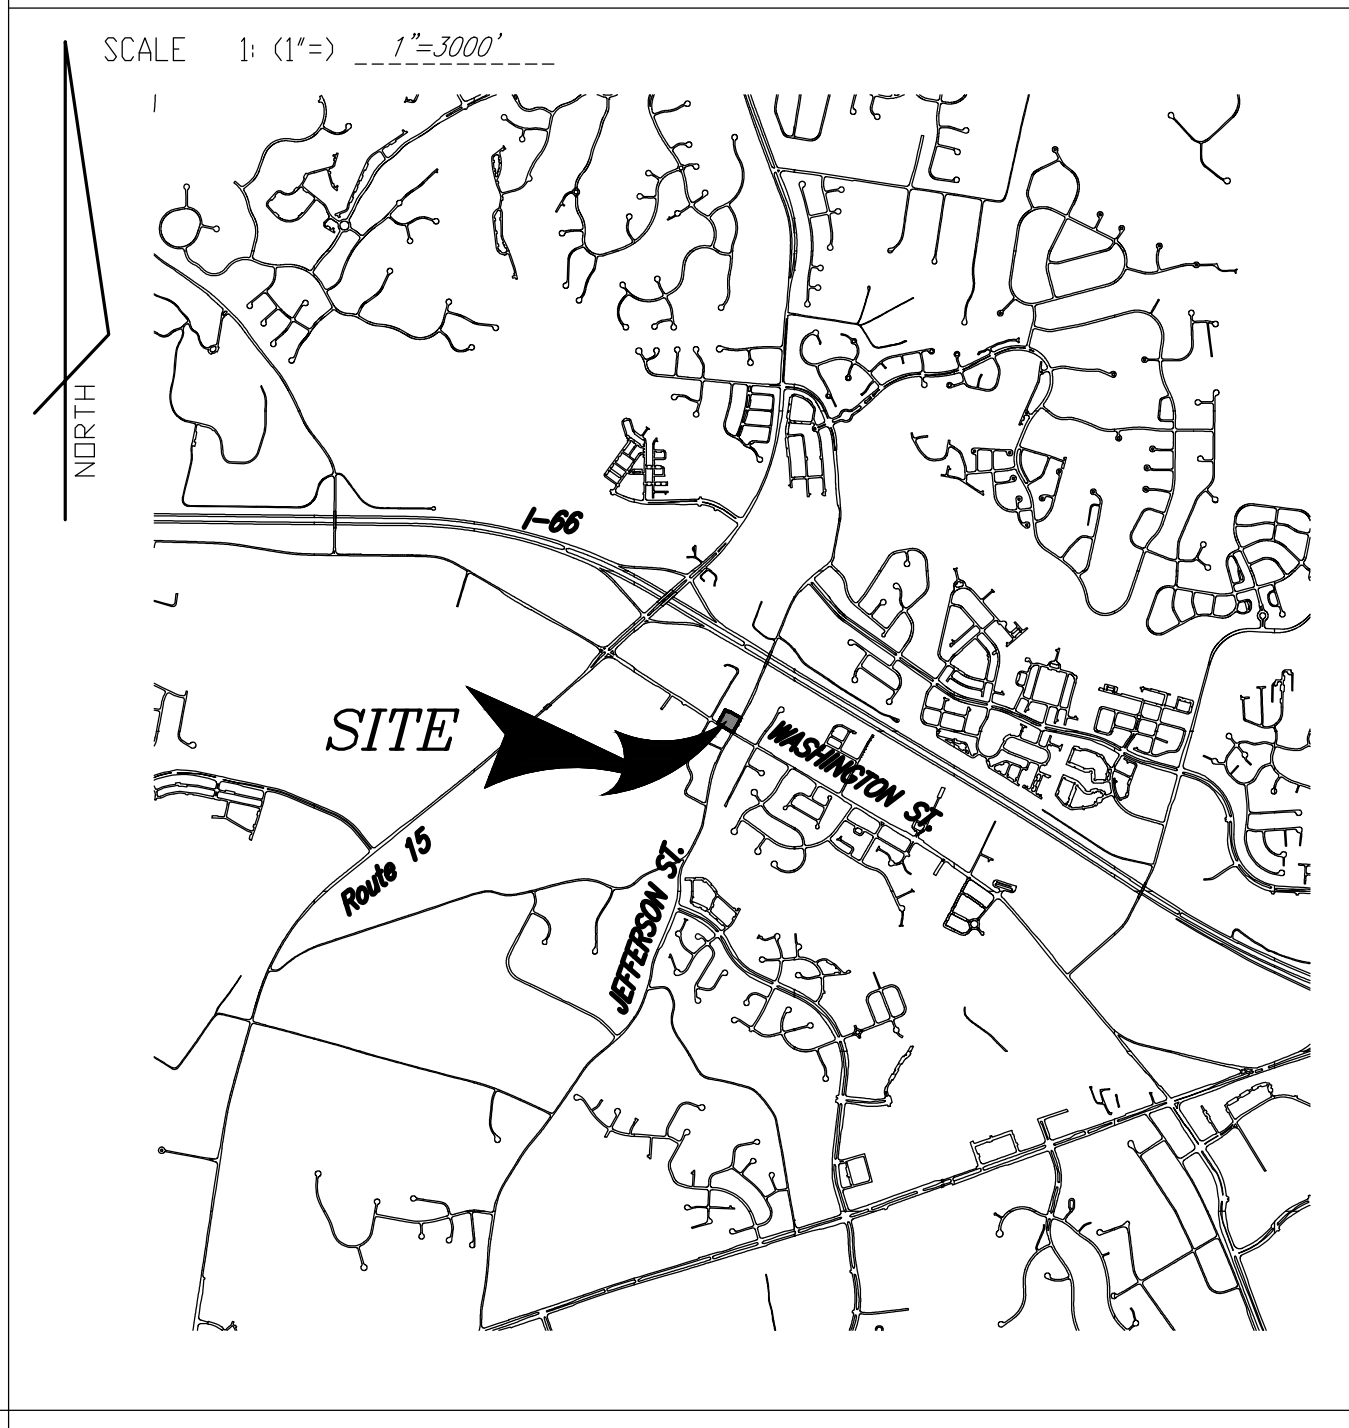 SCALE 1: (1"=) 1"=3000'
NORTH
I-66
SITE
WASHINGTON ST.
Route 15
JEFFERSON ST.